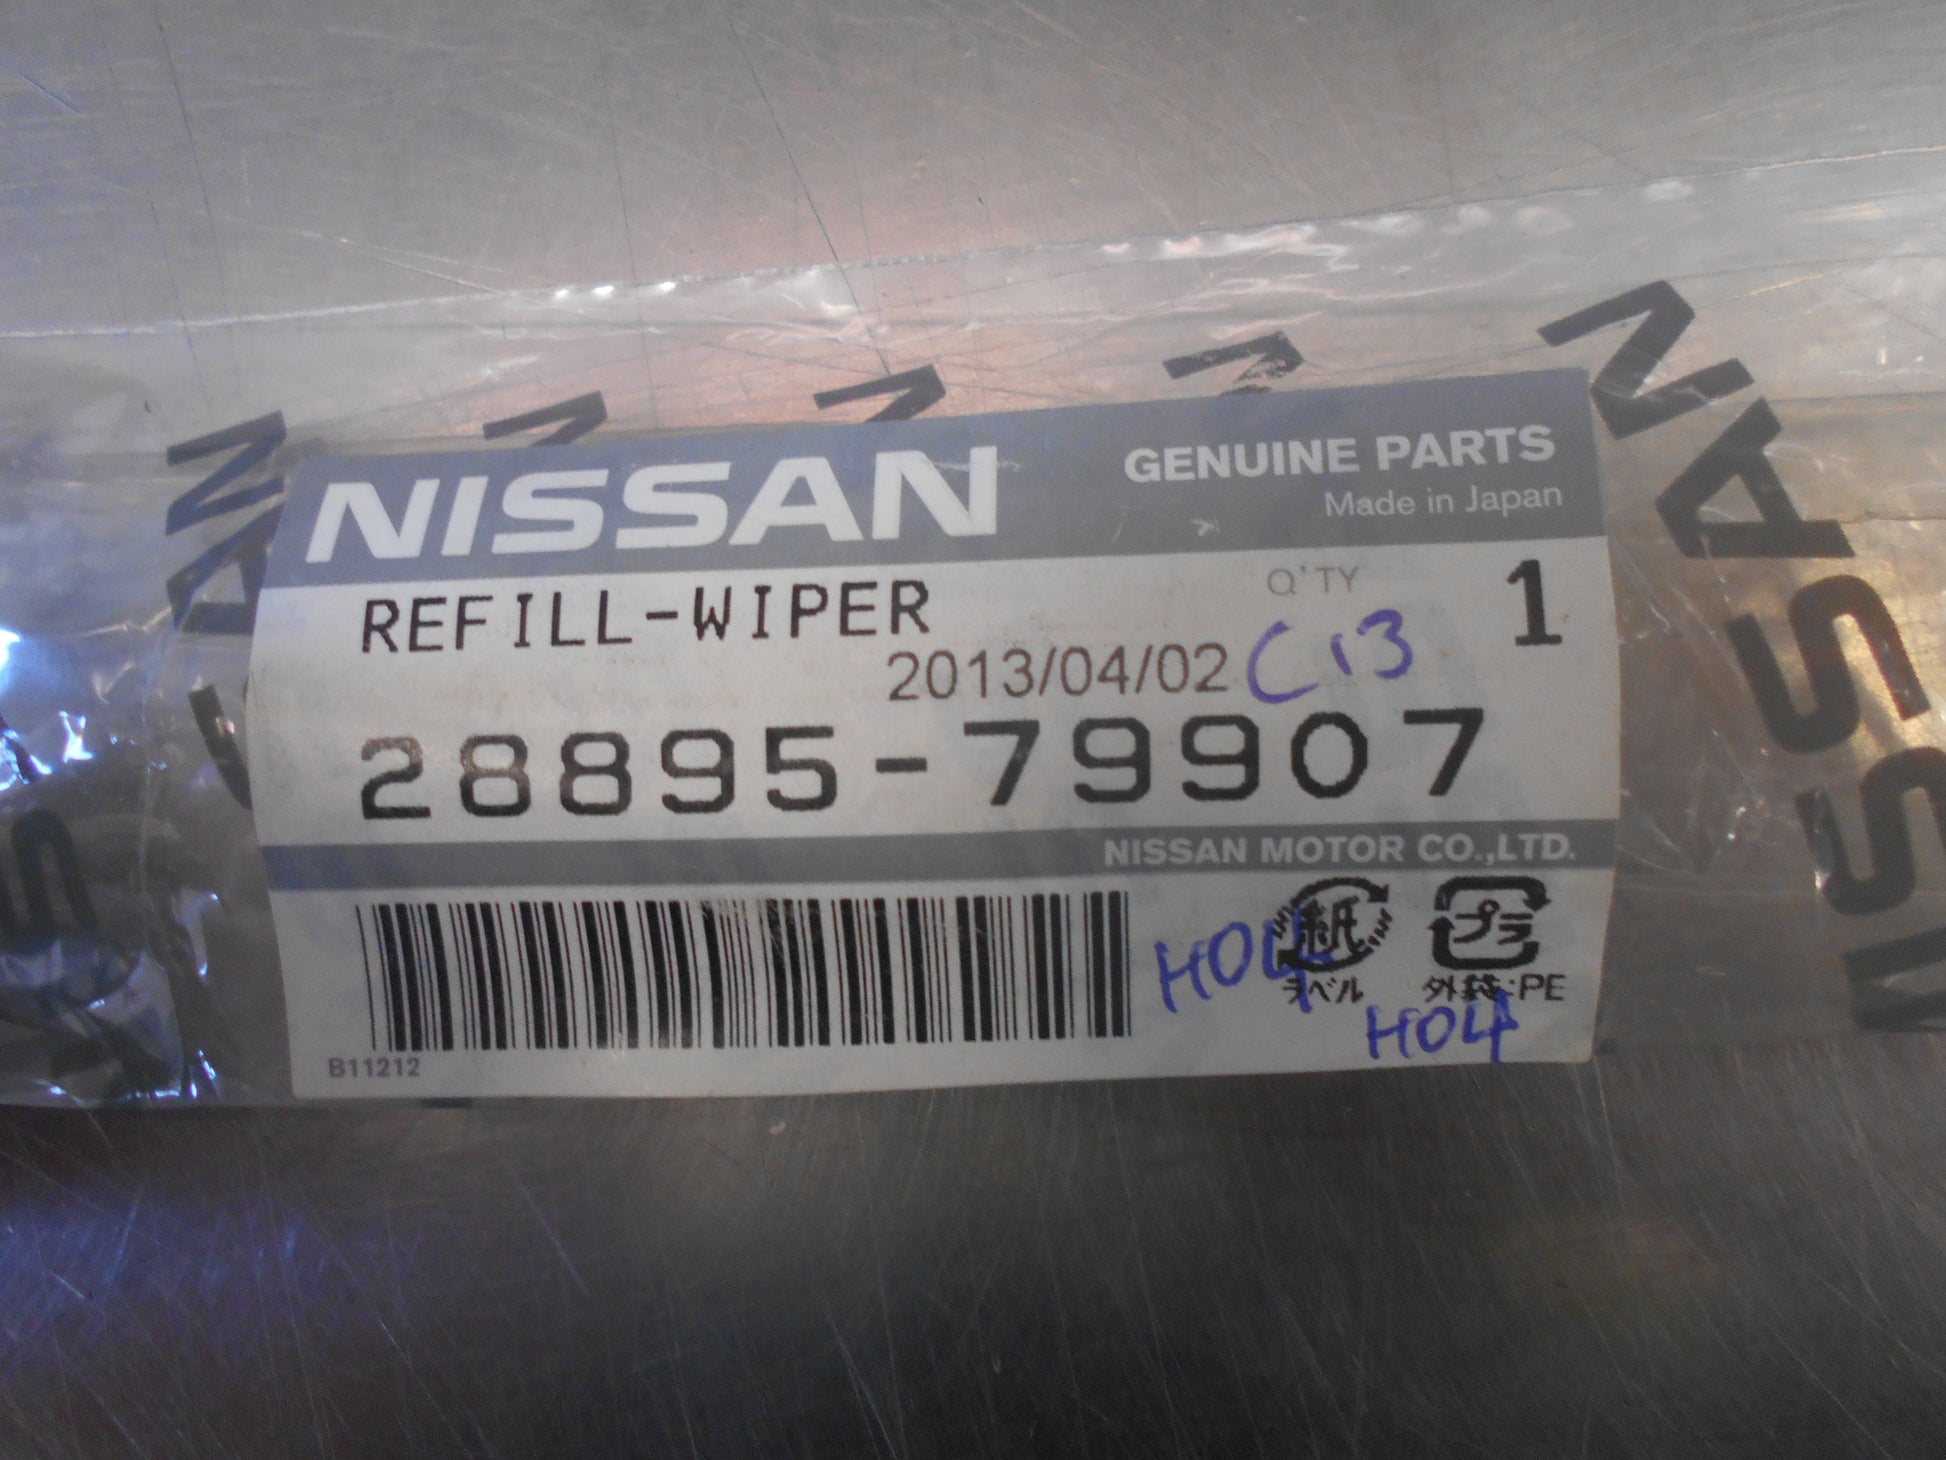 NISSAN
GENUINE PARTS
Made in Japan
REFILL-WIPER
Q'TY
1
2013/04/02
C13
28895-79907
NISSAN MOTOR CO.,LTD.
B11212
H04
紙
ラベル
プラ
外袋:PE
H04